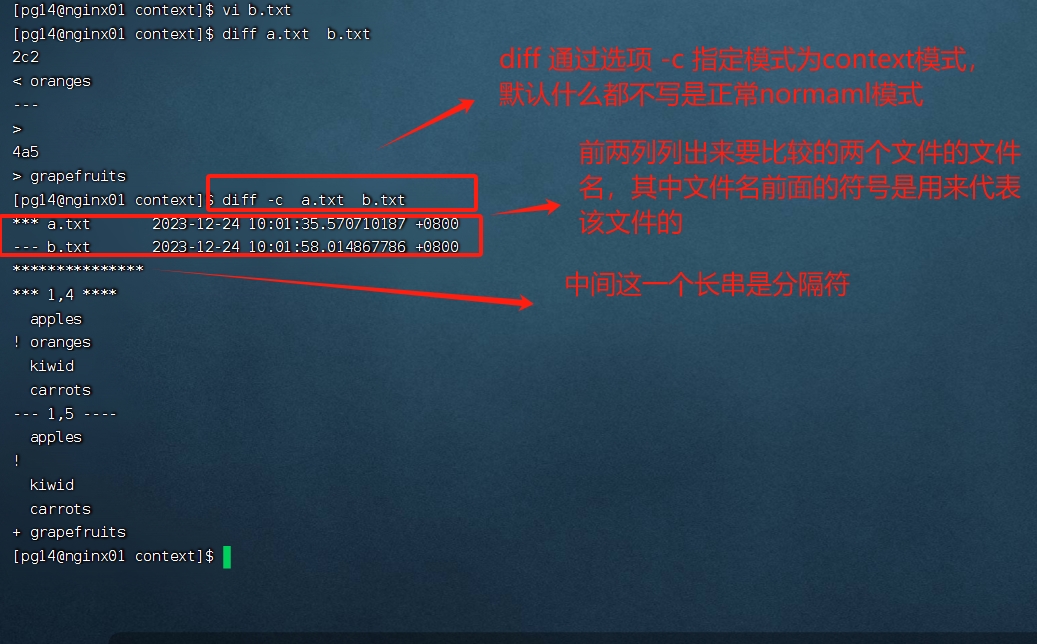 [pg14@nginx01 context]$ vi b.txt
[pg14@nginx01 context]$ diff a.txt  b.txt
2c2
< oranges
---
>
4a5
> grapefruits
[pg14@nginx01 context]$ diff -c  a.txt  b.txt
*** a.txt       2023-12-24 10:01:35.570710187 +0800
--- b.txt       2023-12-24 10:01:58.014867786 +0800
***************
*** 1,4 ****
  apples
! oranges
  kiwid
  carrots
--- 1,5 ----
  apples
!
  kiwid
  carrots
+ grapefruits
[pg14@nginx01 context]$
diff 通过选项 -c 指定模式为context模式，
默认什么都不写是正常normaml模式
前两列列出来要比较的两个文件的文件
名，其中文件名前面的符号是用来代表
该文件的
中间这一个长串是分隔符